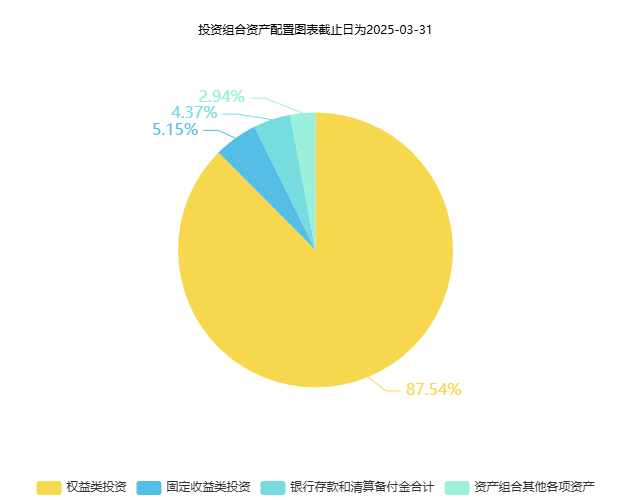 投资组合资产配置图表截止日为2025-03-31
2.94%
4.37%
5.15%
87.54%
权益类投资 固定收益类投资 银行存款和清算备付金合计 资产组合其他各项资产